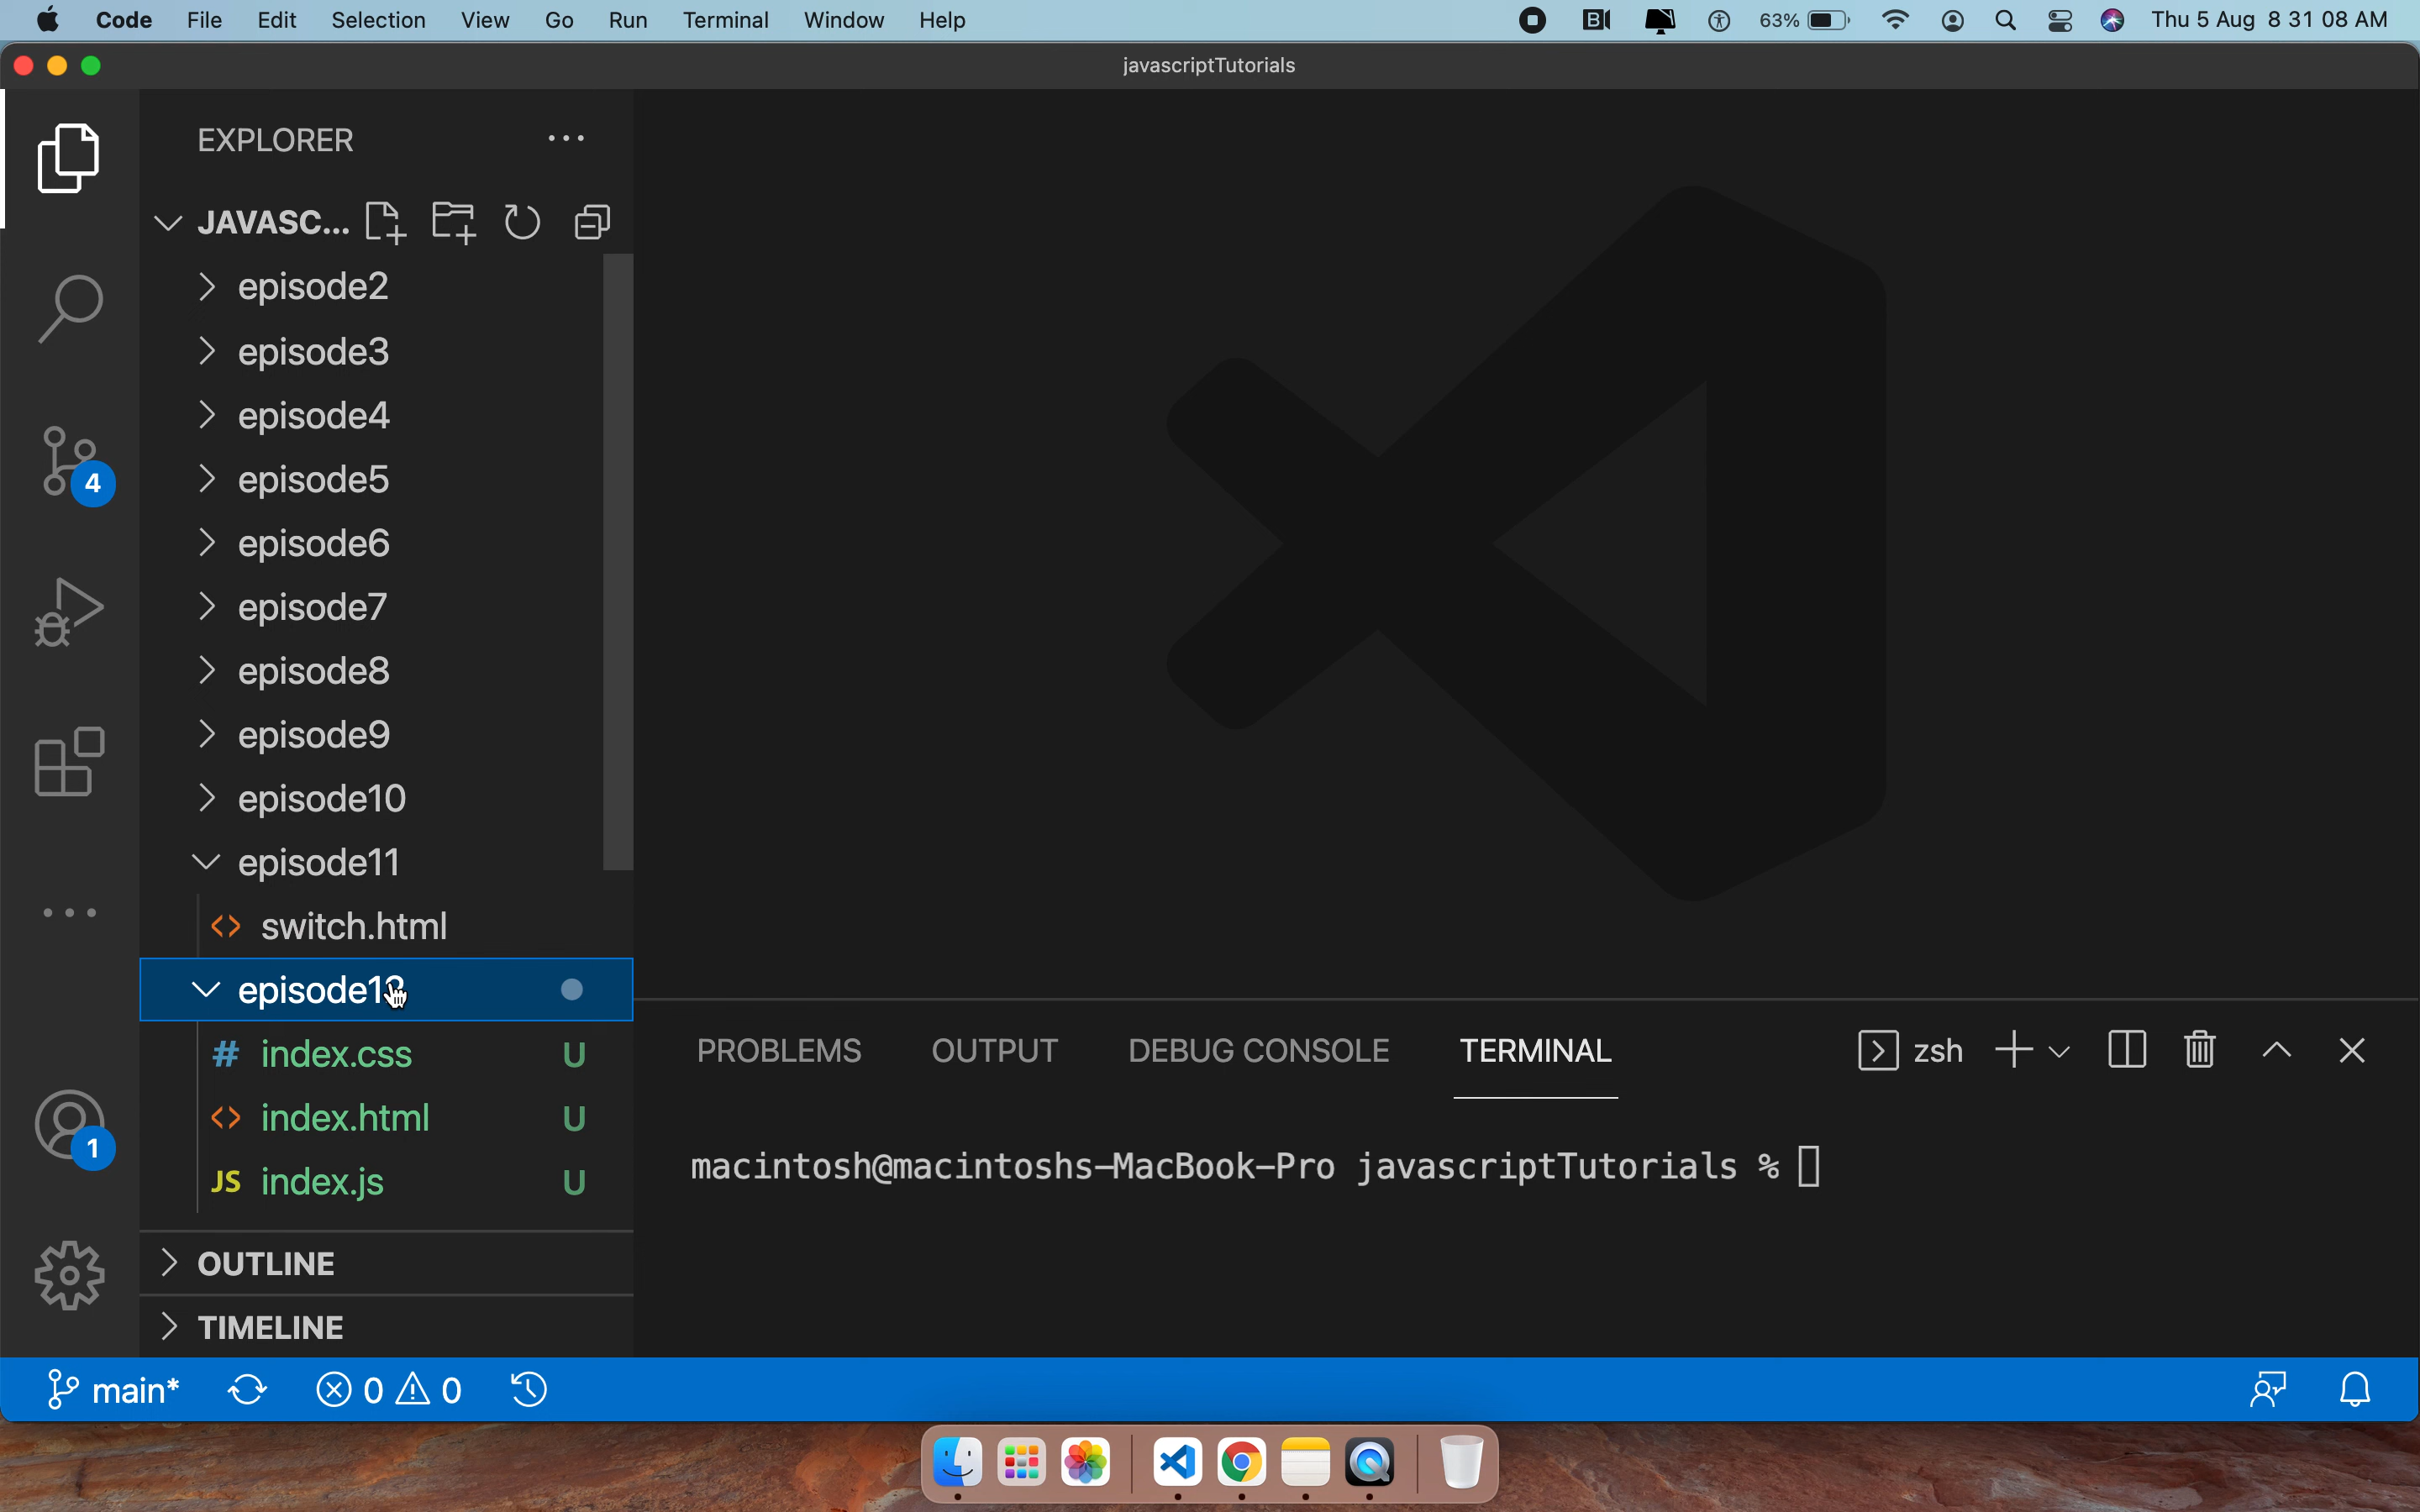 Code File Edit Selection View Go Run Terminal Window Help 63% Thu 5 Aug 8 31 08 AM
javascriptTutorials
EXPLORER
JAVASC...
episode2
episode3
episode4
4
episode5
episode6
episode7
episode8
episode9
episode10
episode11
<> switch.html
# index.css U
<> index.html U
JS index.js U
1
OUTLINE
TIMELINE
PROBLEMS OUTPUT DEBUG CONSOLE TERMINAL zsh
macintosh@macintoshs-MacBook-Pro javascriptTutorials %
main* 0 0